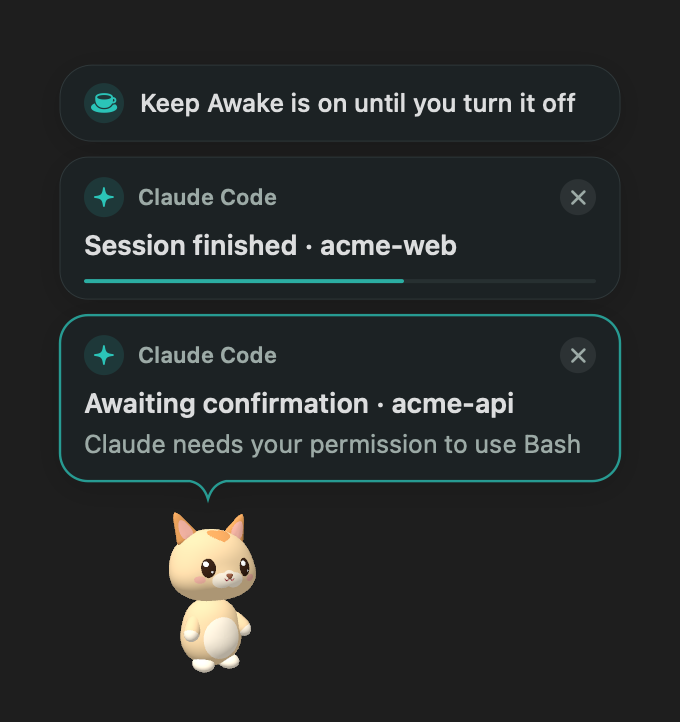 Keep Awake is on until you turn it off
Claude Code
Session finished · acme-web
Claude Code
Awaiting confirmation · acme-api
Claude needs your permission to use Bash